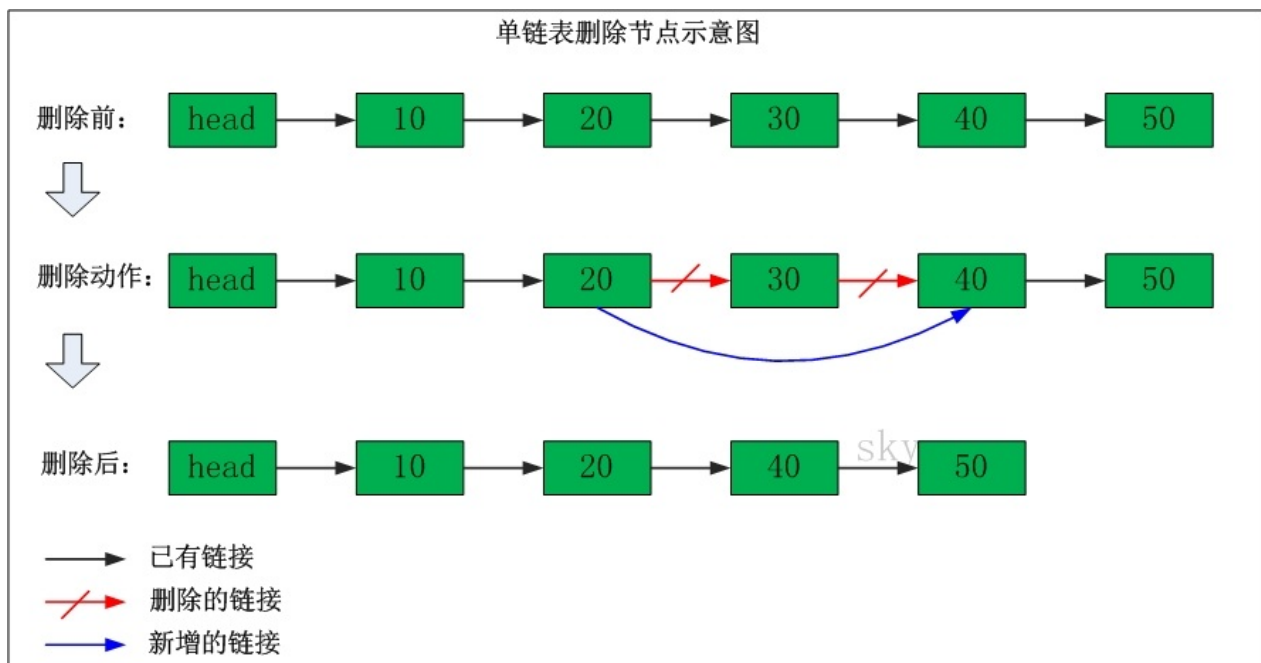 单链表删除节点示意图
删除前： head 10 20 30 40 50
删除动作： head 10 20 30 40 50
sky
删除后： head 10 20 40 50
已有链接
删除的链接
新增的链接